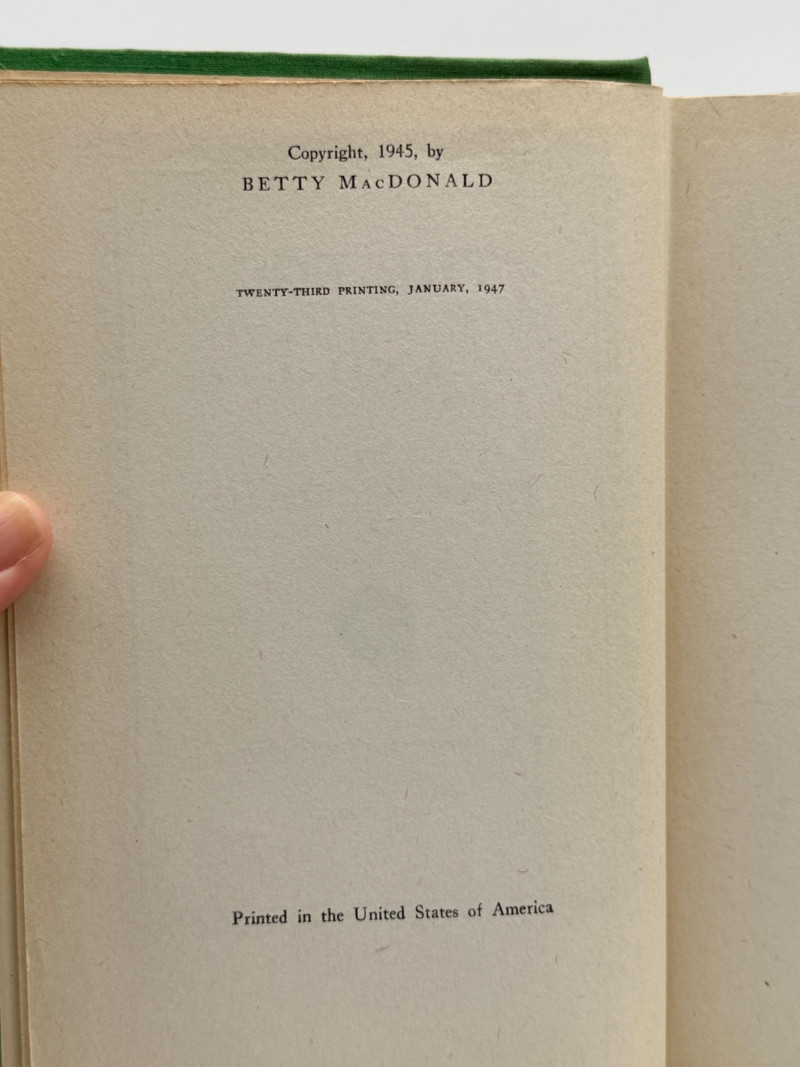 Copyright, 1945, by
BETTY MacDONALD
TWENTY-THIRD PRINTING, JANUARY, 1947
Printed in the United States of America